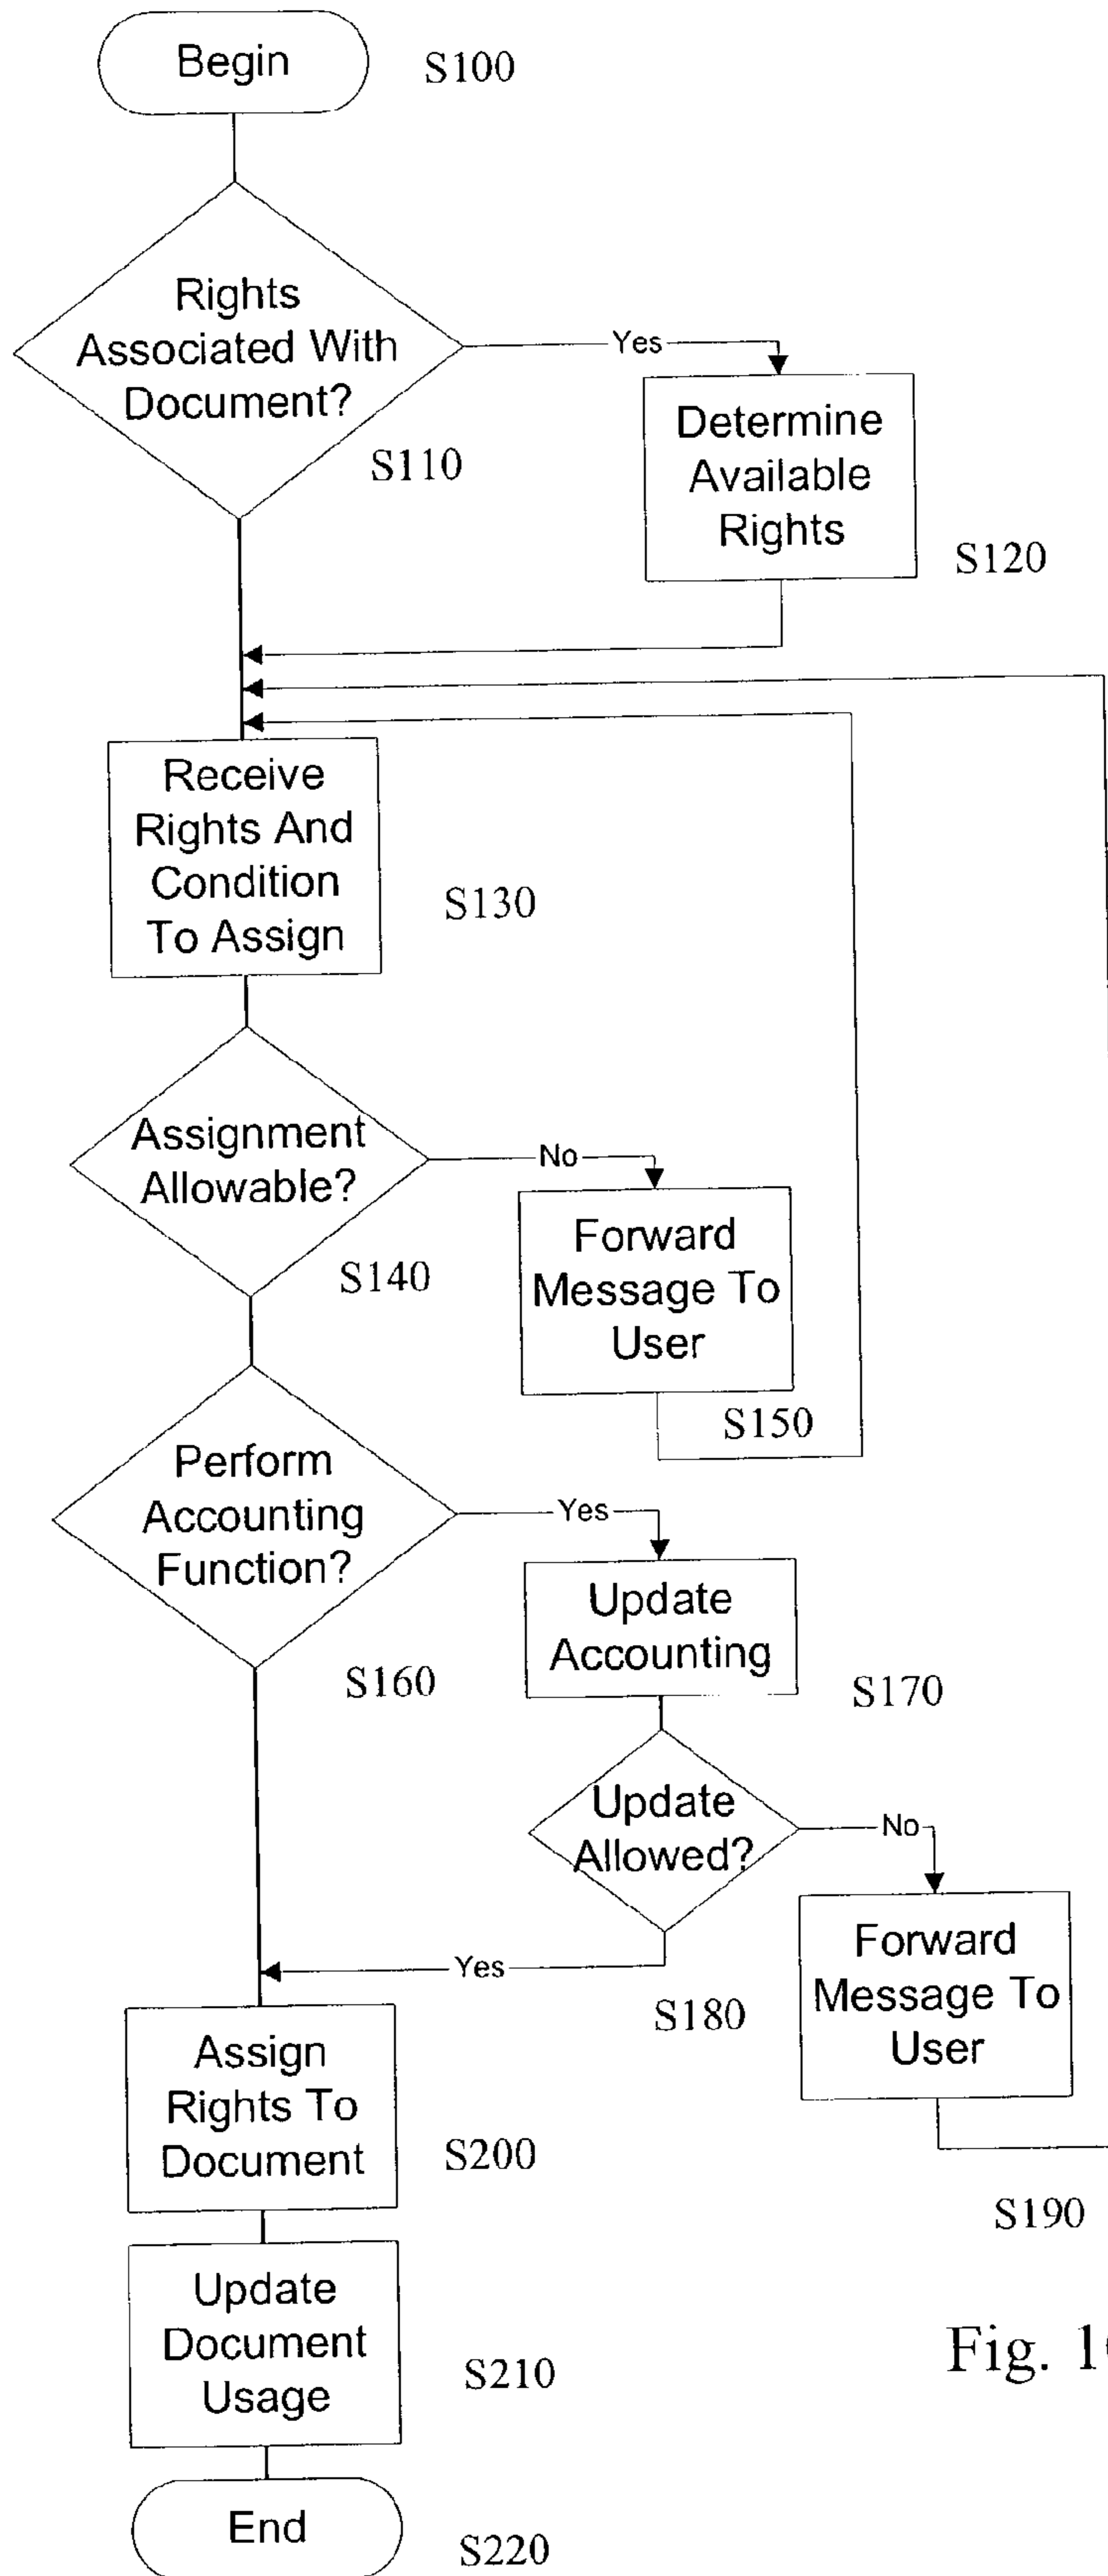 Begin
S100
Rights
Associated With
Document?
S110
Yes
Determine
Available
Rights
S120
Receive
Rights And
Condition
To Assign
S130
Assignment
Allowable?
S140
No
Forward
Message To
User
S150
Perform
Accounting
Function?
S160
Yes
Update
Accounting
S170
Update
Allowed?
S180
No
Forward
Message To
User
S190
Yes
Assign
Rights To
Document
S200
Update
Document
Usage
S210
Fig.
End
S220